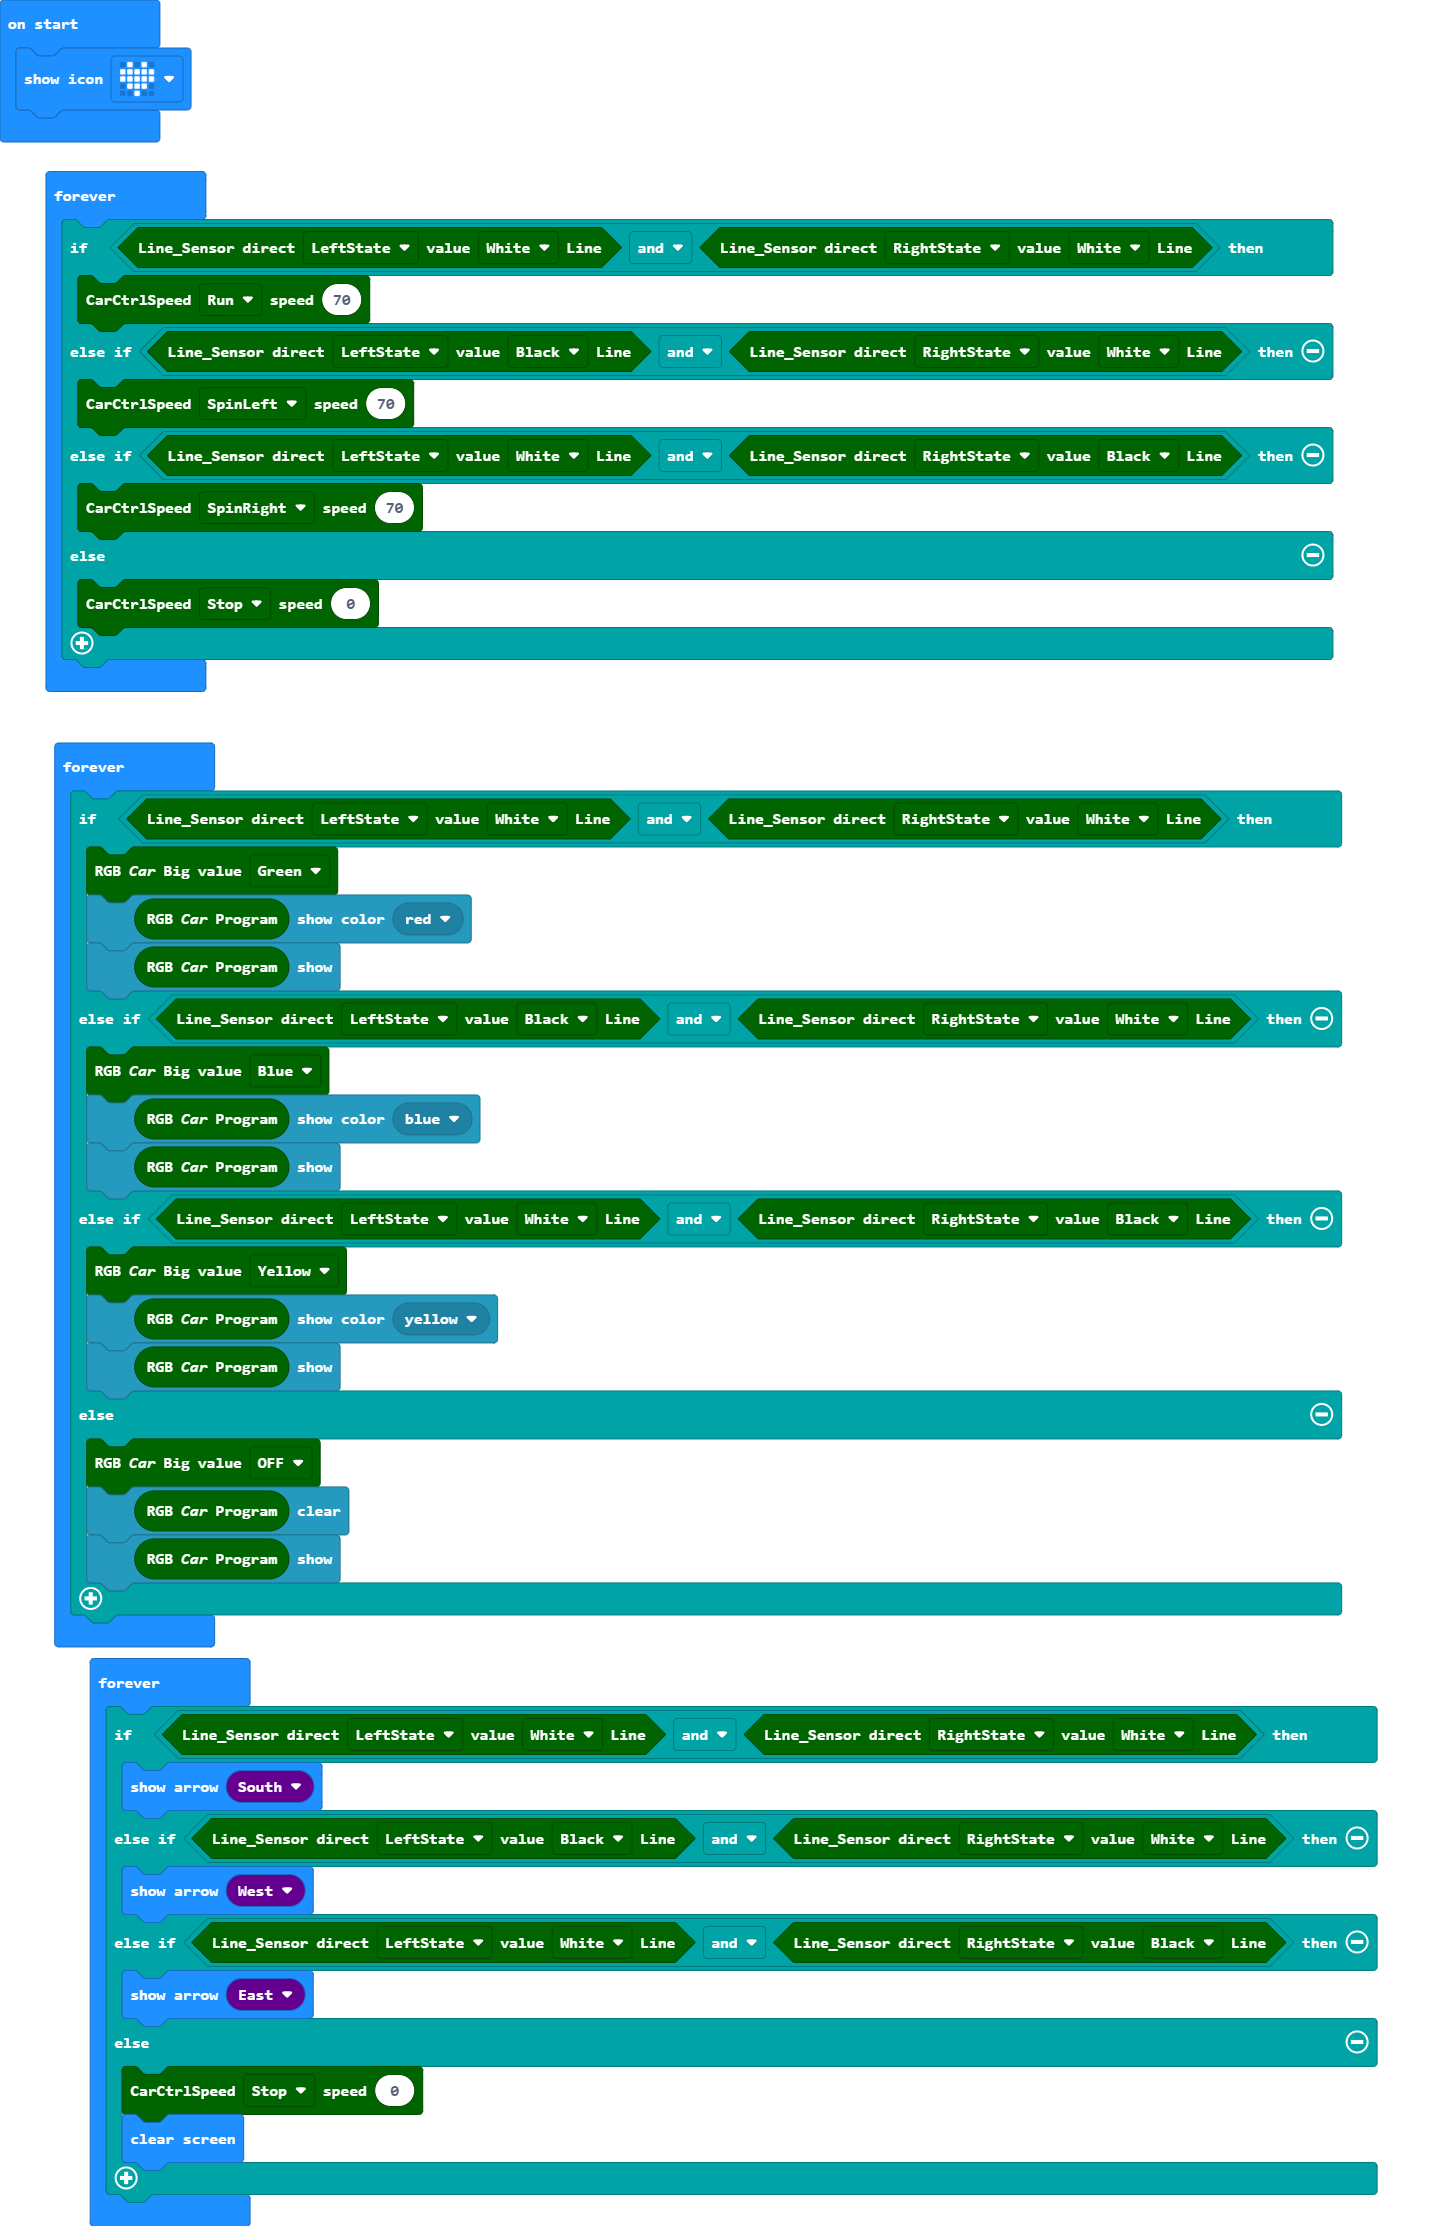 on start
show icon
forever
if Line_Sensor direct LeftState value White Line and Line_Sensor direct RightState value White Line then
CarCtrlSpeed Run speed 70
else if Line_Sensor direct LeftState value Black Line and Line_Sensor direct RightState value White Line then
CarCtrlSpeed SpinLeft speed 70
else if Line_Sensor direct LeftState value White Line and Line_Sensor direct RightState value Black Line then
CarCtrlSpeed SpinRight speed 70
else
CarCtrlSpeed Stop speed 0
forever
if Line_Sensor direct LeftState value White Line and Line_Sensor direct RightState value White Line then
RGB Car Big value Green
RGB Car Program show color red
RGB Car Program show
else if Line_Sensor direct LeftState value Black Line and Line_Sensor direct RightState value White Line then
RGB Car Big value Blue
RGB Car Program show color blue
RGB Car Program show
else if Line_Sensor direct LeftState value White Line and Line_Sensor direct RightState value Black Line then
RGB Car Big value Yellow
RGB Car Program show color yellow
RGB Car Program show
else
RGB Car Big value OFF
RGB Car Program clear
RGB Car Program show
forever
if Line_Sensor direct LeftState value White Line and Line_Sensor direct RightState value White Line then
show arrow South
else if Line_Sensor direct LeftState value Black Line and Line_Sensor direct RightState value White Line then
show arrow West
else if Line_Sensor direct LeftState value White Line and Line_Sensor direct RightState value Black Line then
show arrow East
else
CarCtrlSpeed Stop speed 0
clear screen